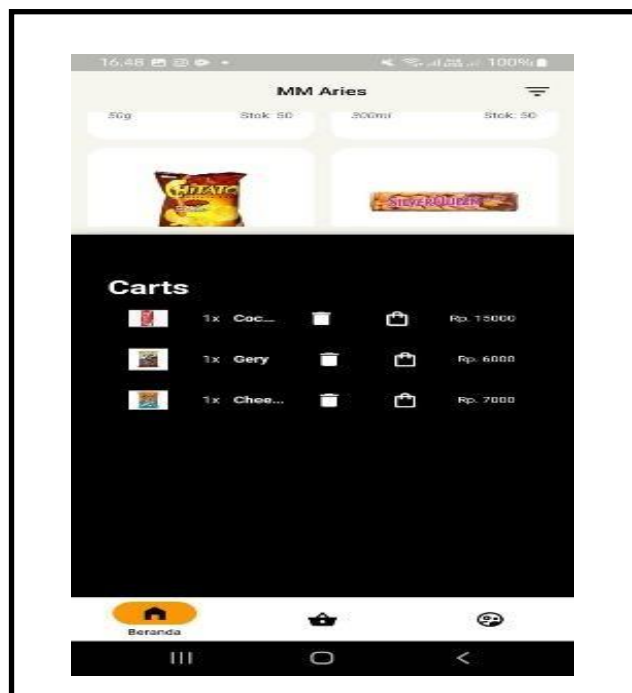 16.48 100%
MM Aries
50g Stok: 50 300ml Stok: 50
CHITATO
SILVERQUEEN
Carts
1x Coc... Rp. 15000
1x Gery Rp. 6000
1x Chee... Rp. 7000
Beranda